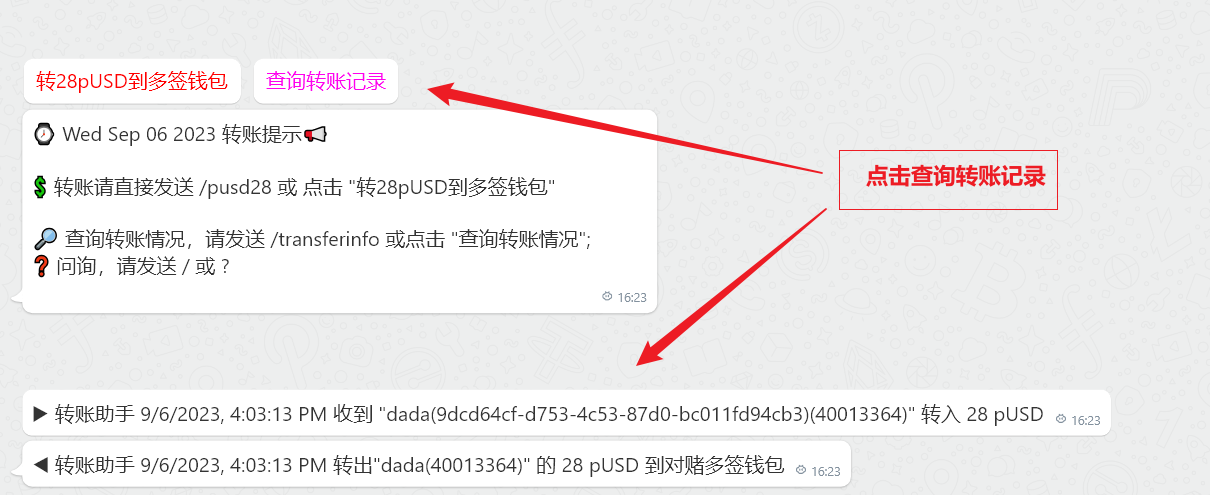 转28pUSD到多签钱包 查询转账记录
Wed Sep 06 2023 转账提示
点击查询转账记录
转账请直接发送 /pusd28 或 点击 "转28pUSD到多签钱包"
查询转账情况，请发送 /transferinfo 或点击 "查询转账情况";
问询，请发送 / 或 ?
16:23
转账助手 9/6/2023, 4:03:13 PM 收到 "dada(9dcd64cf-d753-4c53-87d0-bc011fd94cb3)(40013364)" 转入 28 pUSD 16:23
转账助手 9/6/2023, 4:03:13 PM 转出"dada(40013364)" 的 28 pUSD 到对赌多签钱包 16:23